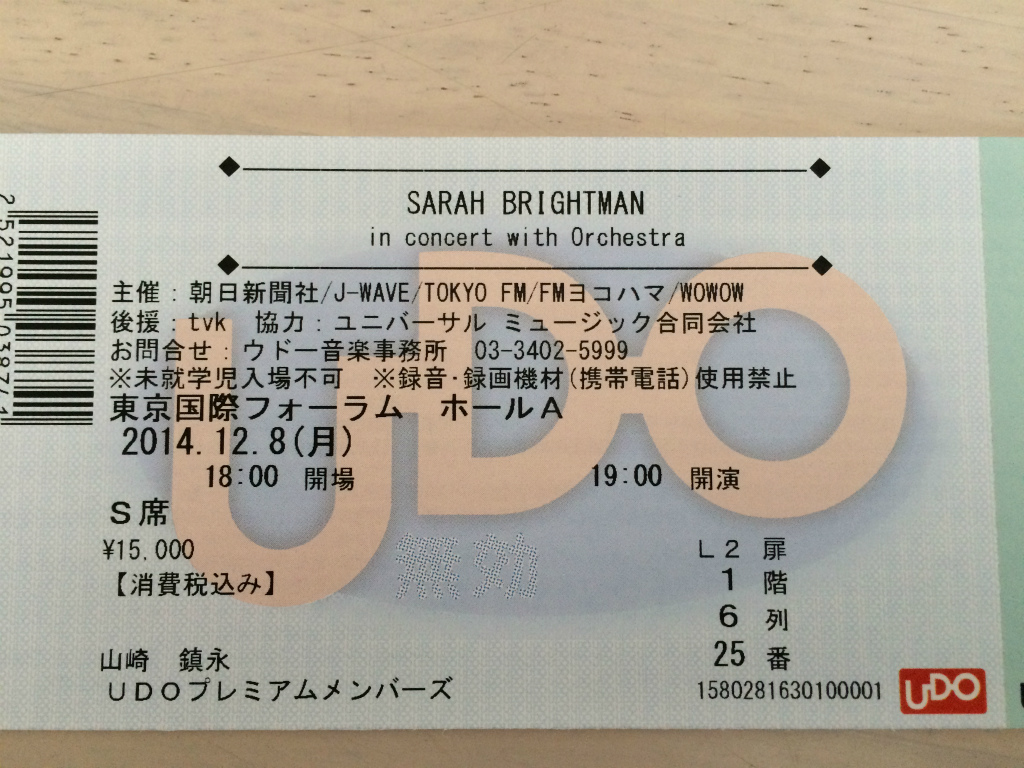 SARAH BRIGHTMAN
in concert with Orchestra
主催:朝日新聞社/J-WAVE/TOKYO FM/FMヨコハマ/WOWOW
後援:tvk 協力:ユニバーサル ミュージック合同会社
お問合せ:ウドー音楽事務所 03-3402-5999
※未就学児入場不可 ※録音・録画機材(携帯電話)使用禁止
東京国際フォーラム ホールA
2014.12.8(月)
18:00 開場 19:00 開演
S席
¥15.000
【消費税込み】
無効
L2 扉
1 階
6 列
25 番
山崎 鎮永
UDOプレミアムメンバーズ
1580281630100001
UDO
UDO